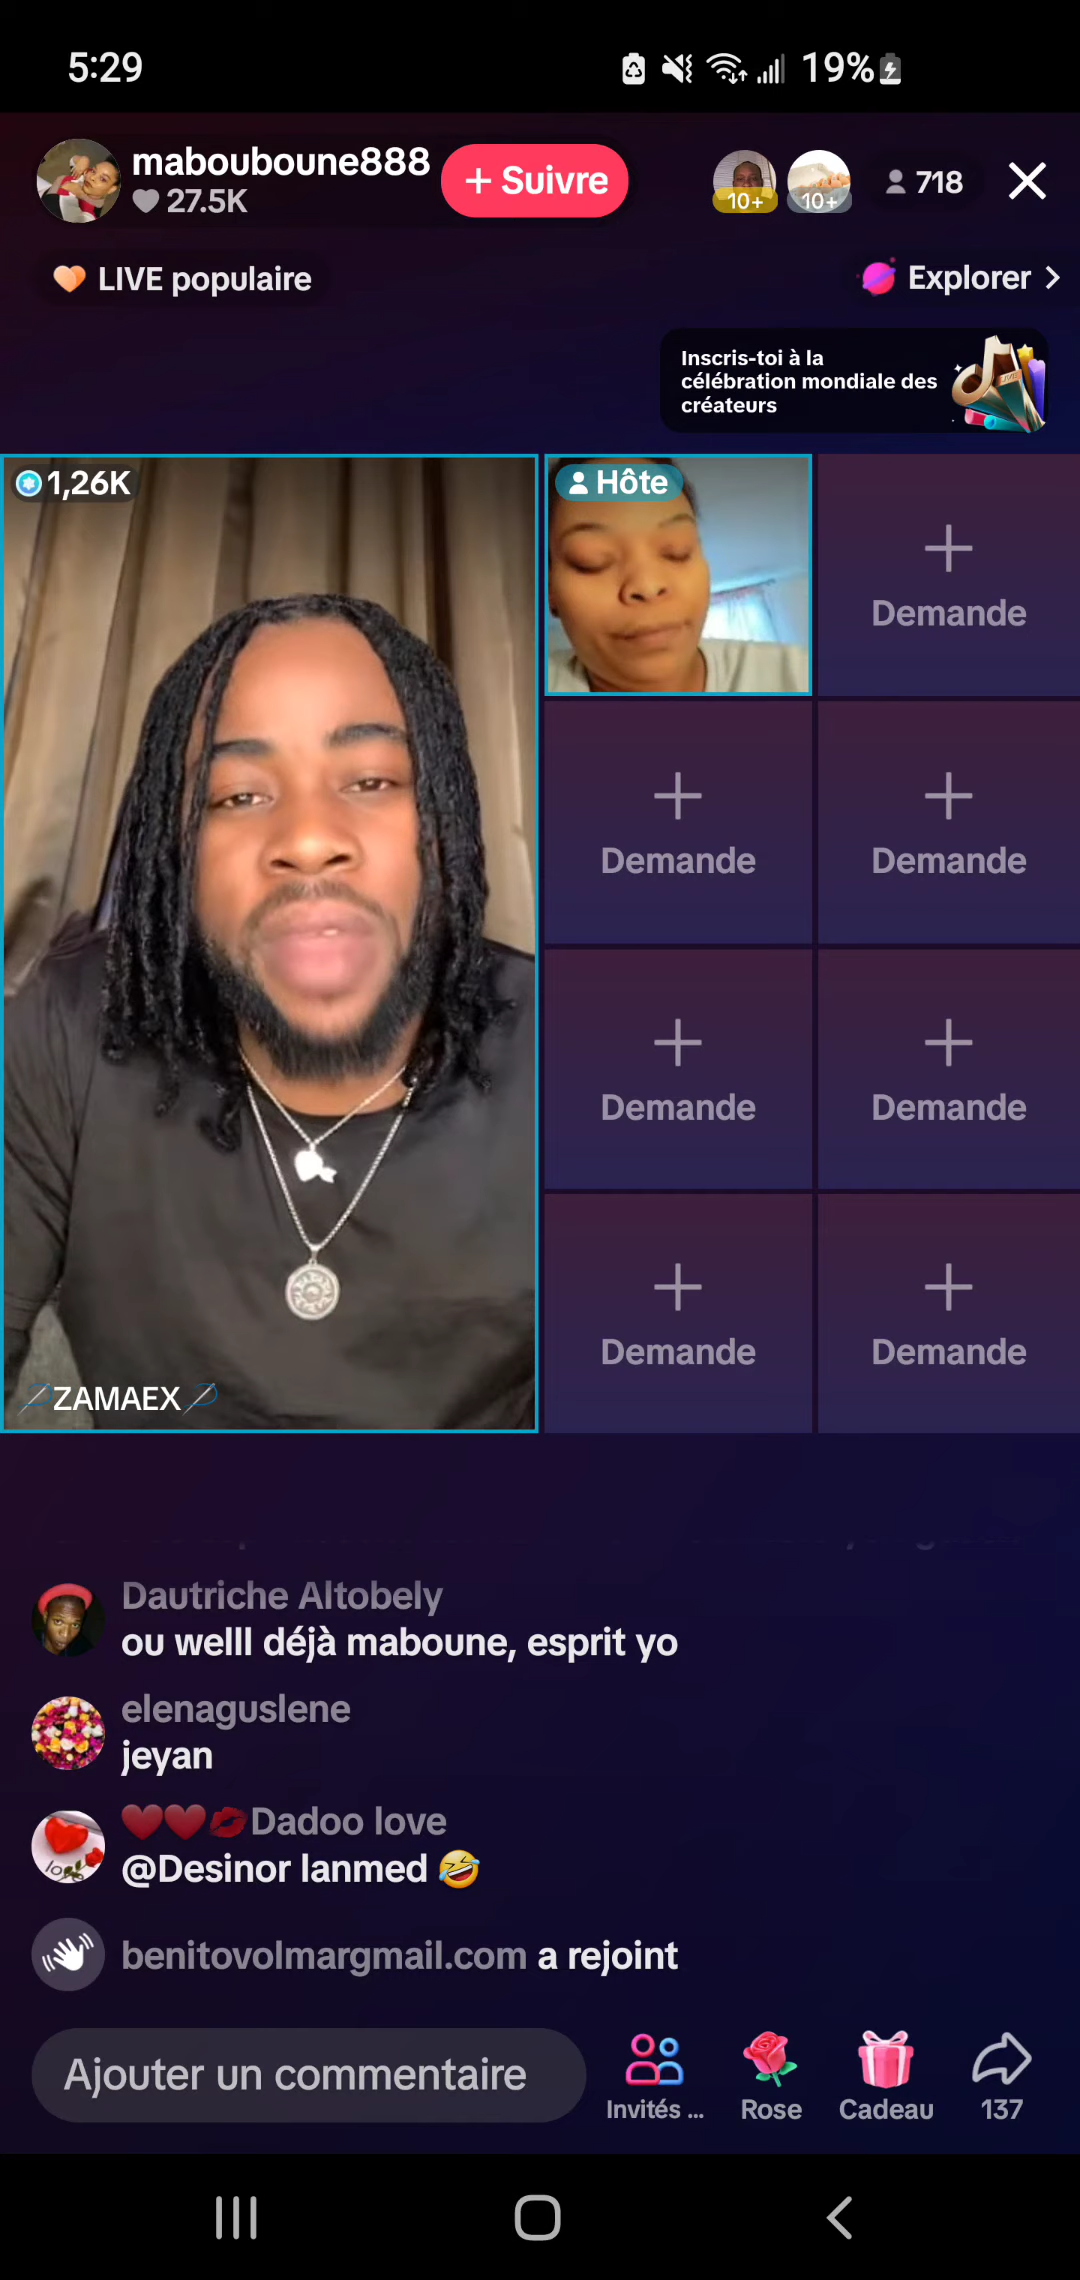 5:29
19%
mabouboune888
27.5K
+ Suivre
10+
10+
718
LIVE populaire
Explorer
Inscris-toi à la
célébration mondiale des
créateurs
1,26K
Hôte
Demande
Demande
Demande
Demande
Demande
Demande
Demande
ZAMAEX
Dautriche Altobely
ou welll déjà maboune, esprit yo
elenaguslene
jeyan
Dadoo love
@Desinor lanmed 🤣
benitovolmargmail.com a rejoint
Ajouter un commentaire
Invités ...
Rose
Cadeau
137